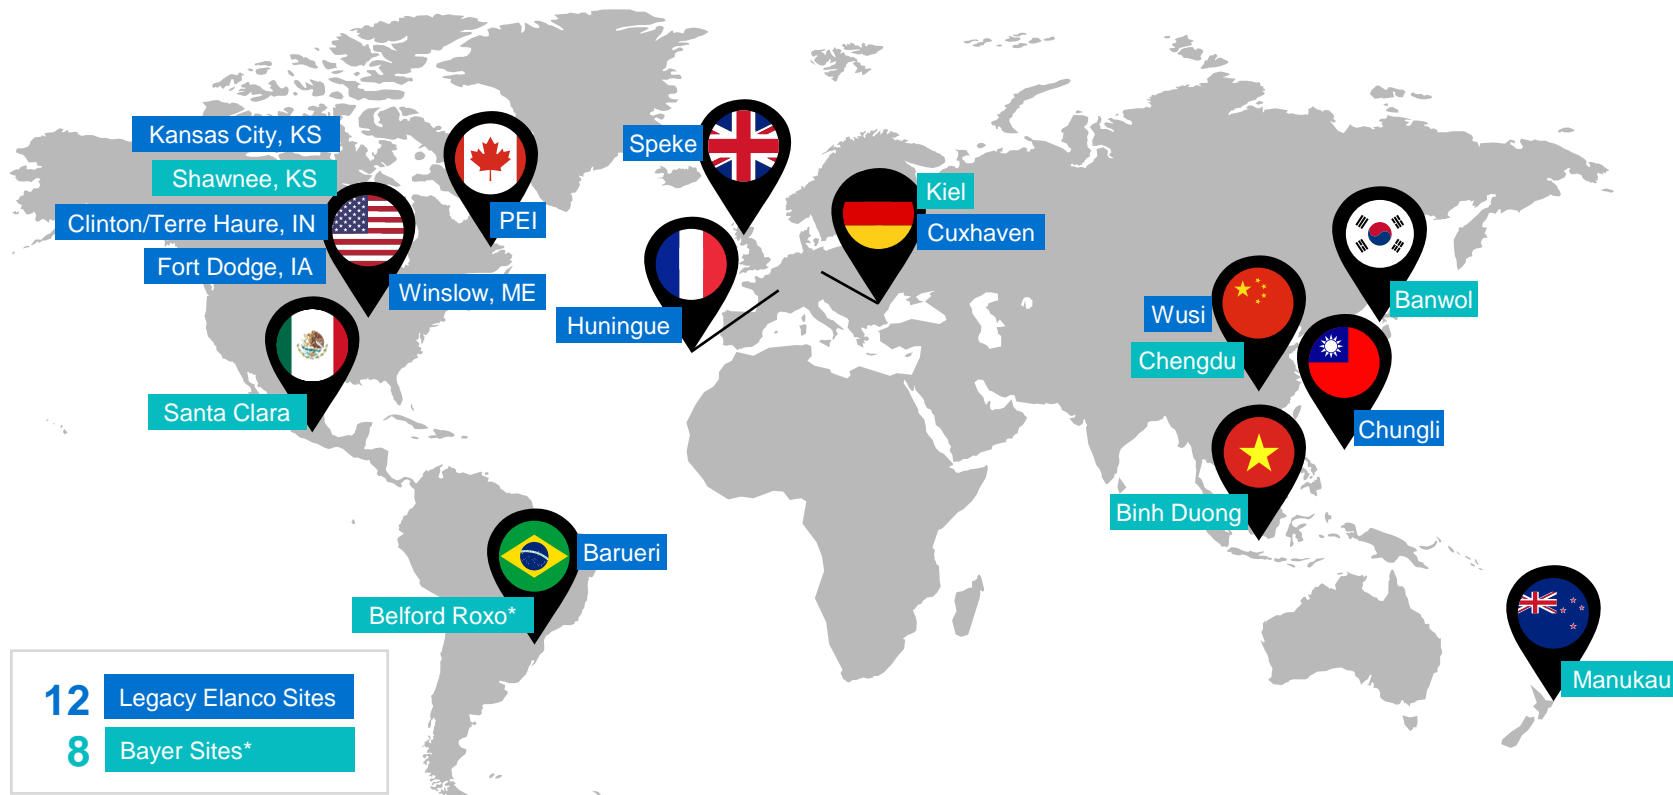 Kansas City, KS
Shawnee, KS
Clinton/Terre Haure, IN
Fort Dodge, IA
Winslow, ME
PEI
Santa Clara
Speke
Huningue
Kiel
Cuxhaven
Barueri
Belford Roxo*
Wusi
Chengdu
Banwol
Chungli
Binh Duong
Manukau
12 Legacy Elanco Sites
8 Bayer Sites*